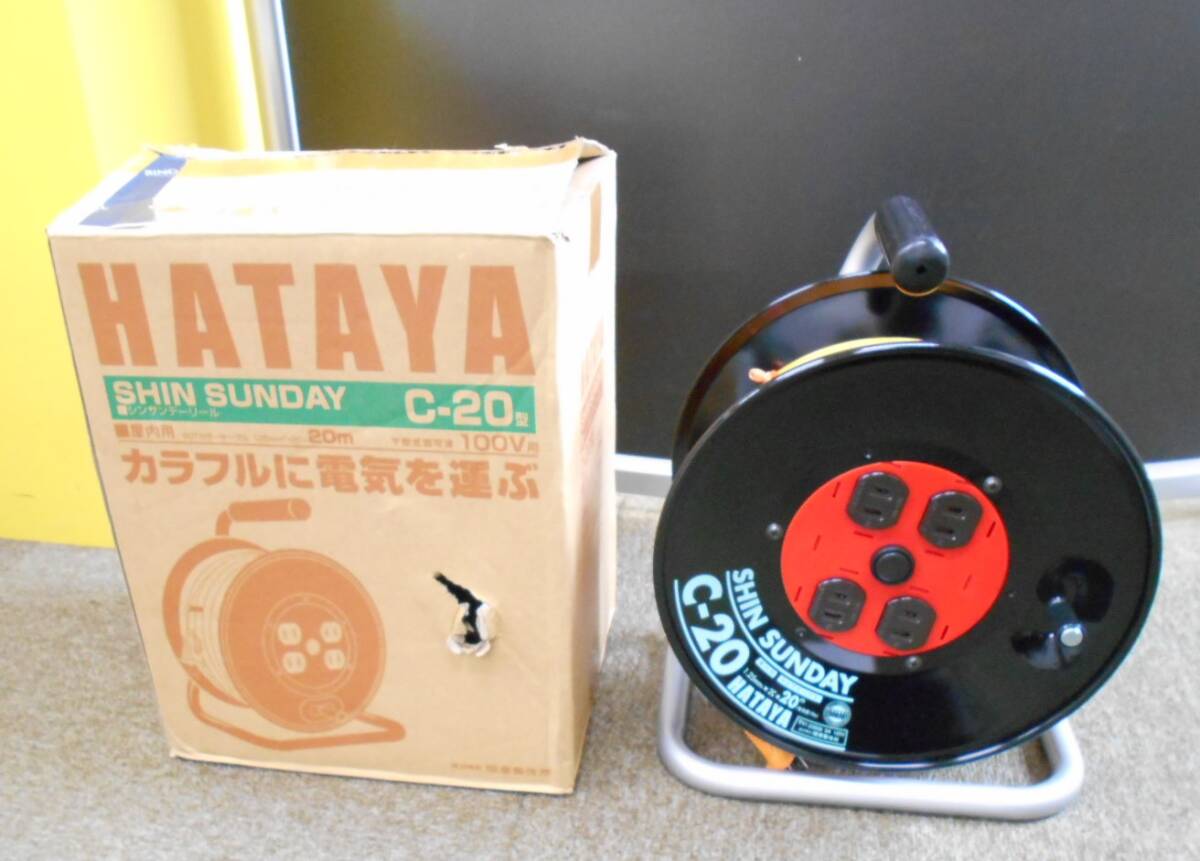 HATAYA
SHIN SUNDAY
■シンサンデーリール
C-20型
■屋内用
20m
100V用
カラフルに電気を運ぶ
SHIN SUNDAY
C-20
20m
HATAYA